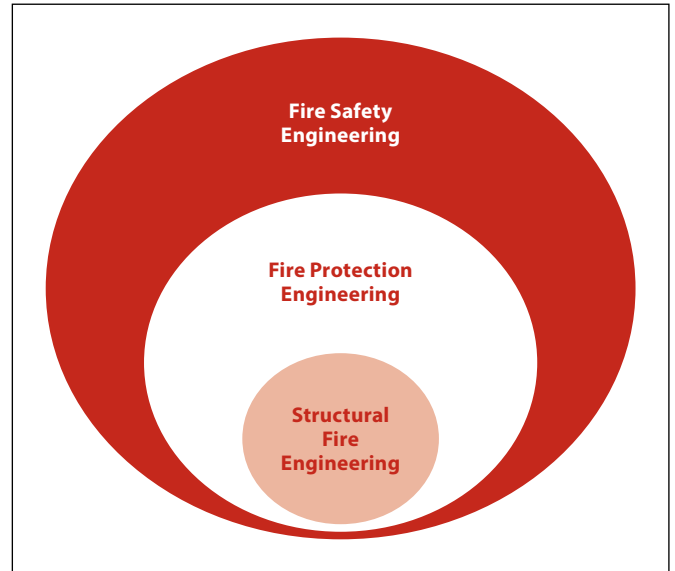 Fire Safety
Engineering
Fire Protection
Engineering
Structural
Fire
Engineering